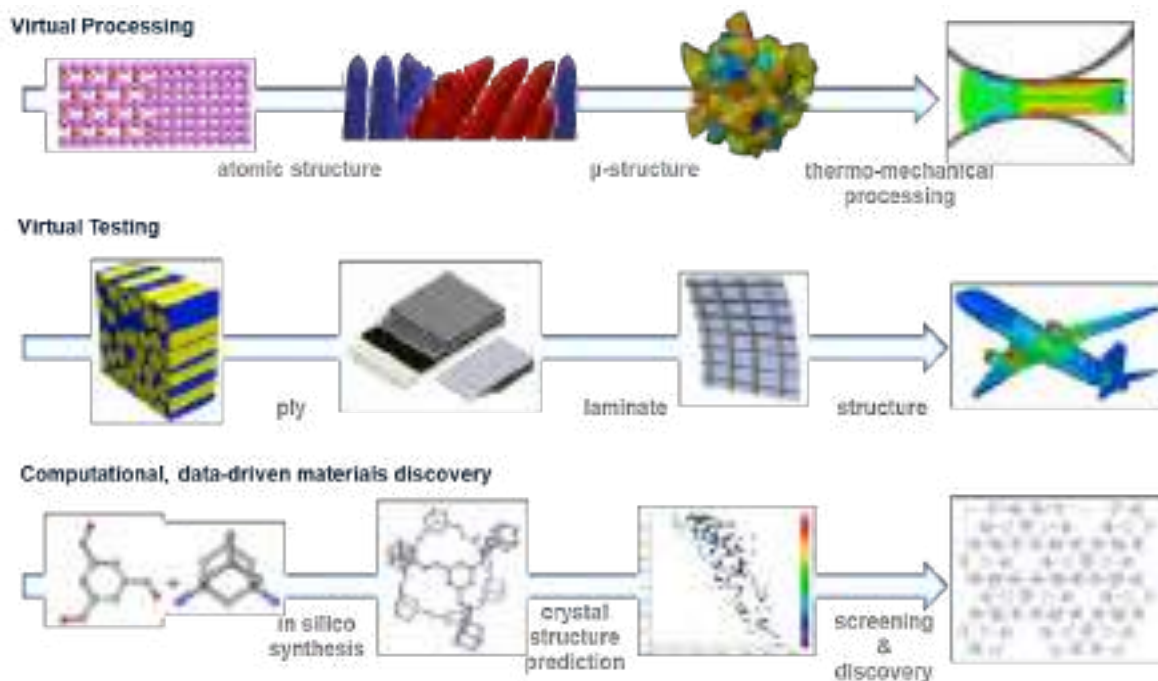 Virtual Processing
atomic structure
μ-structure
thermo-mechanical
processing
Virtual Testing
ply
laminate
structure
Computational, data-driven materials discovery
in silico
synthesis
crystal
structure
prediction
screening
&
discovery